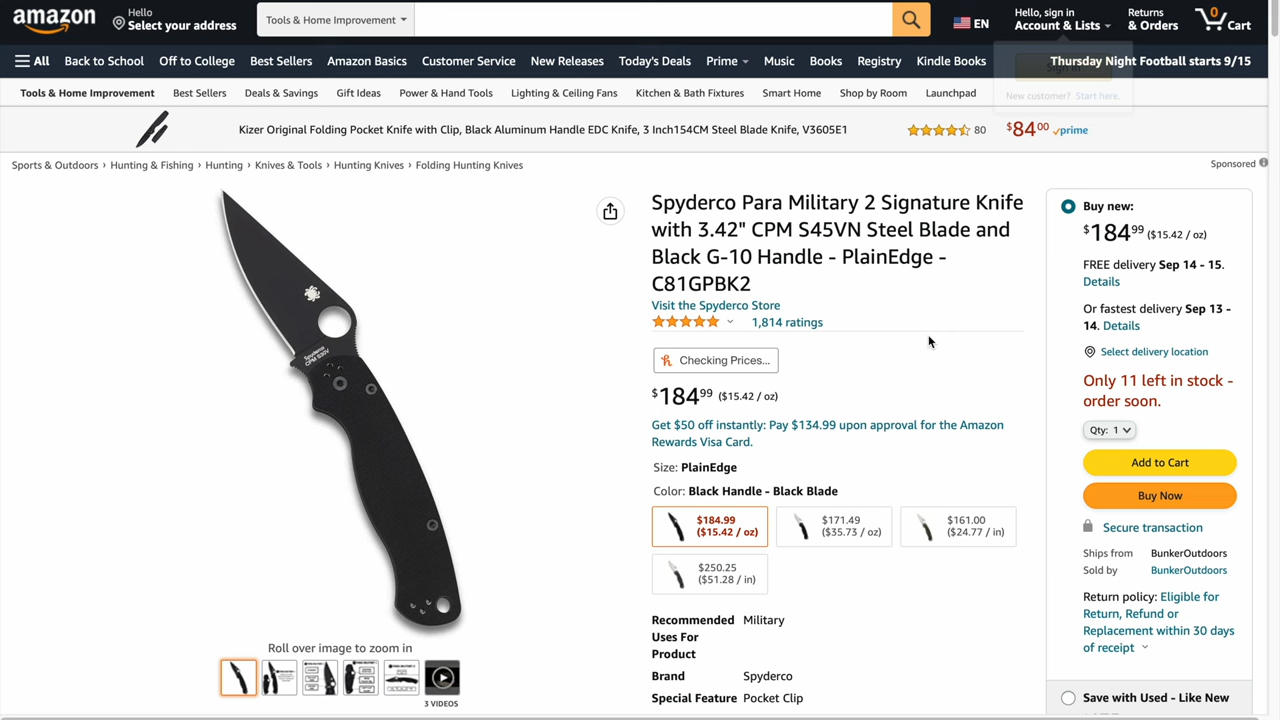 amazon
Hello
Select your address
Tools & Home Improvement
EN
Hello, sign in
Account & Lists
Returns
& Orders
0
Cart
All
Back to School
Off to College
Best Sellers
Amazon Basics
Customer Service
New Releases
Today's Deals
Prime
Music
Books
Registry
Kindle Books
Thursday Night Football starts 9/15
New customer? Start here.
Tools & Home Improvement
Best Sellers
Deals & Savings
Gift Ideas
Power & Hand Tools
Lighting & Ceiling Fans
Kitchen & Bath Fixtures
Smart Home
Shop by Room
Launchpad
Kizer Original Folding Pocket Knife with Clip, Black Aluminum Handle EDC Knife, 3 Inch154CM Steel Blade Knife, V3605E1
80
$8400
prime
Sports & Outdoors › Hunting & Fishing › Hunting › Knives & Tools › Hunting Knives › Folding Hunting Knives
Sponsored
Spyderco
CPM S30V
Roll over image to zoom in
3 VIDEOS
Spyderco Para Military 2 Signature Knife
with 3.42" CPM S45VN Steel Blade and
Black G-10 Handle - PlainEdge -
C81GPBK2
Visit the Spyderco Store
1,814 ratings
Checking Prices...
$18499 ($15.42 / oz)
Get $50 off instantly: Pay $134.99 upon approval for the Amazon
Rewards Visa Card.
Size: PlainEdge
Color: Black Handle - Black Blade
$184.99
($15.42 / oz)
$171.49
($35.73 / oz)
$161.00
($24.77 / in)
$250.25
($51.28 / in)
Recommended
Uses For
Product
Military
Brand
Spyderco
Special Feature
Pocket Clip
Buy new:
$18499 ($15.42 / oz)
FREE delivery Sep 14 - 15.
Details
Or fastest delivery Sep 13 -
14. Details
Select delivery location
Only 11 left in stock -
order soon.
Qty: 1
Add to Cart
Buy Now
Secure transaction
Ships from
BunkerOutdoors
Sold by
BunkerOutdoors
Return policy: Eligible for
Return, Refund or
Replacement within 30 days
of receipt
Save with Used - Like New